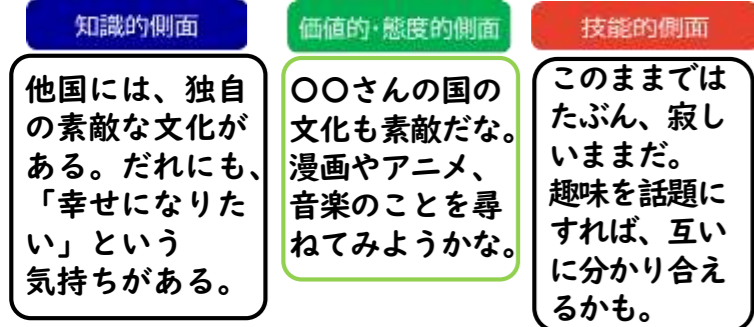 知識的側面
他国には、独自
の素敵な文化が
ある。だれにも、
「幸せになりた
い」という
気持ちがある。
価値的・態度的側面
〇〇さんの国の
文化も素敵だな。
漫画やアニメ、
音楽のことを尋
ねてみようかな。
技能的側面
このままでは
たぶん、寂し
いままだ。
趣味を話題に
すれば、互い
に分かり合え
るかも。